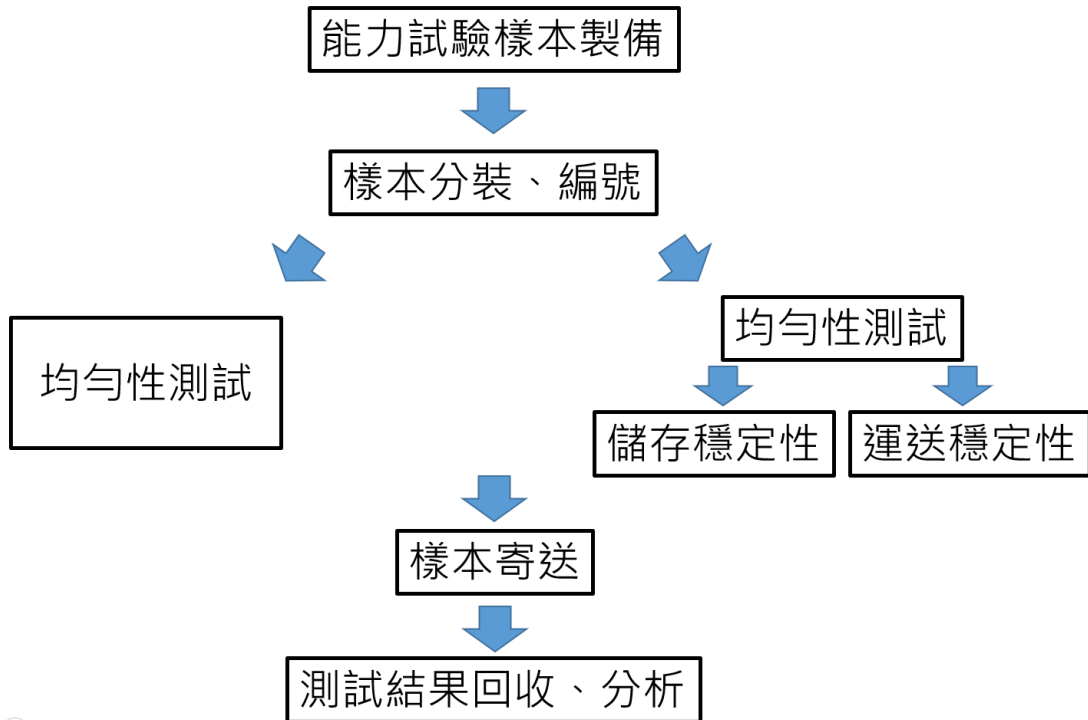 能力試驗樣本製備
樣本分裝、編號
均勻性測試
均勻性測試
儲存穩定性
運送穩定性
樣本寄送
測試結果回收、分析